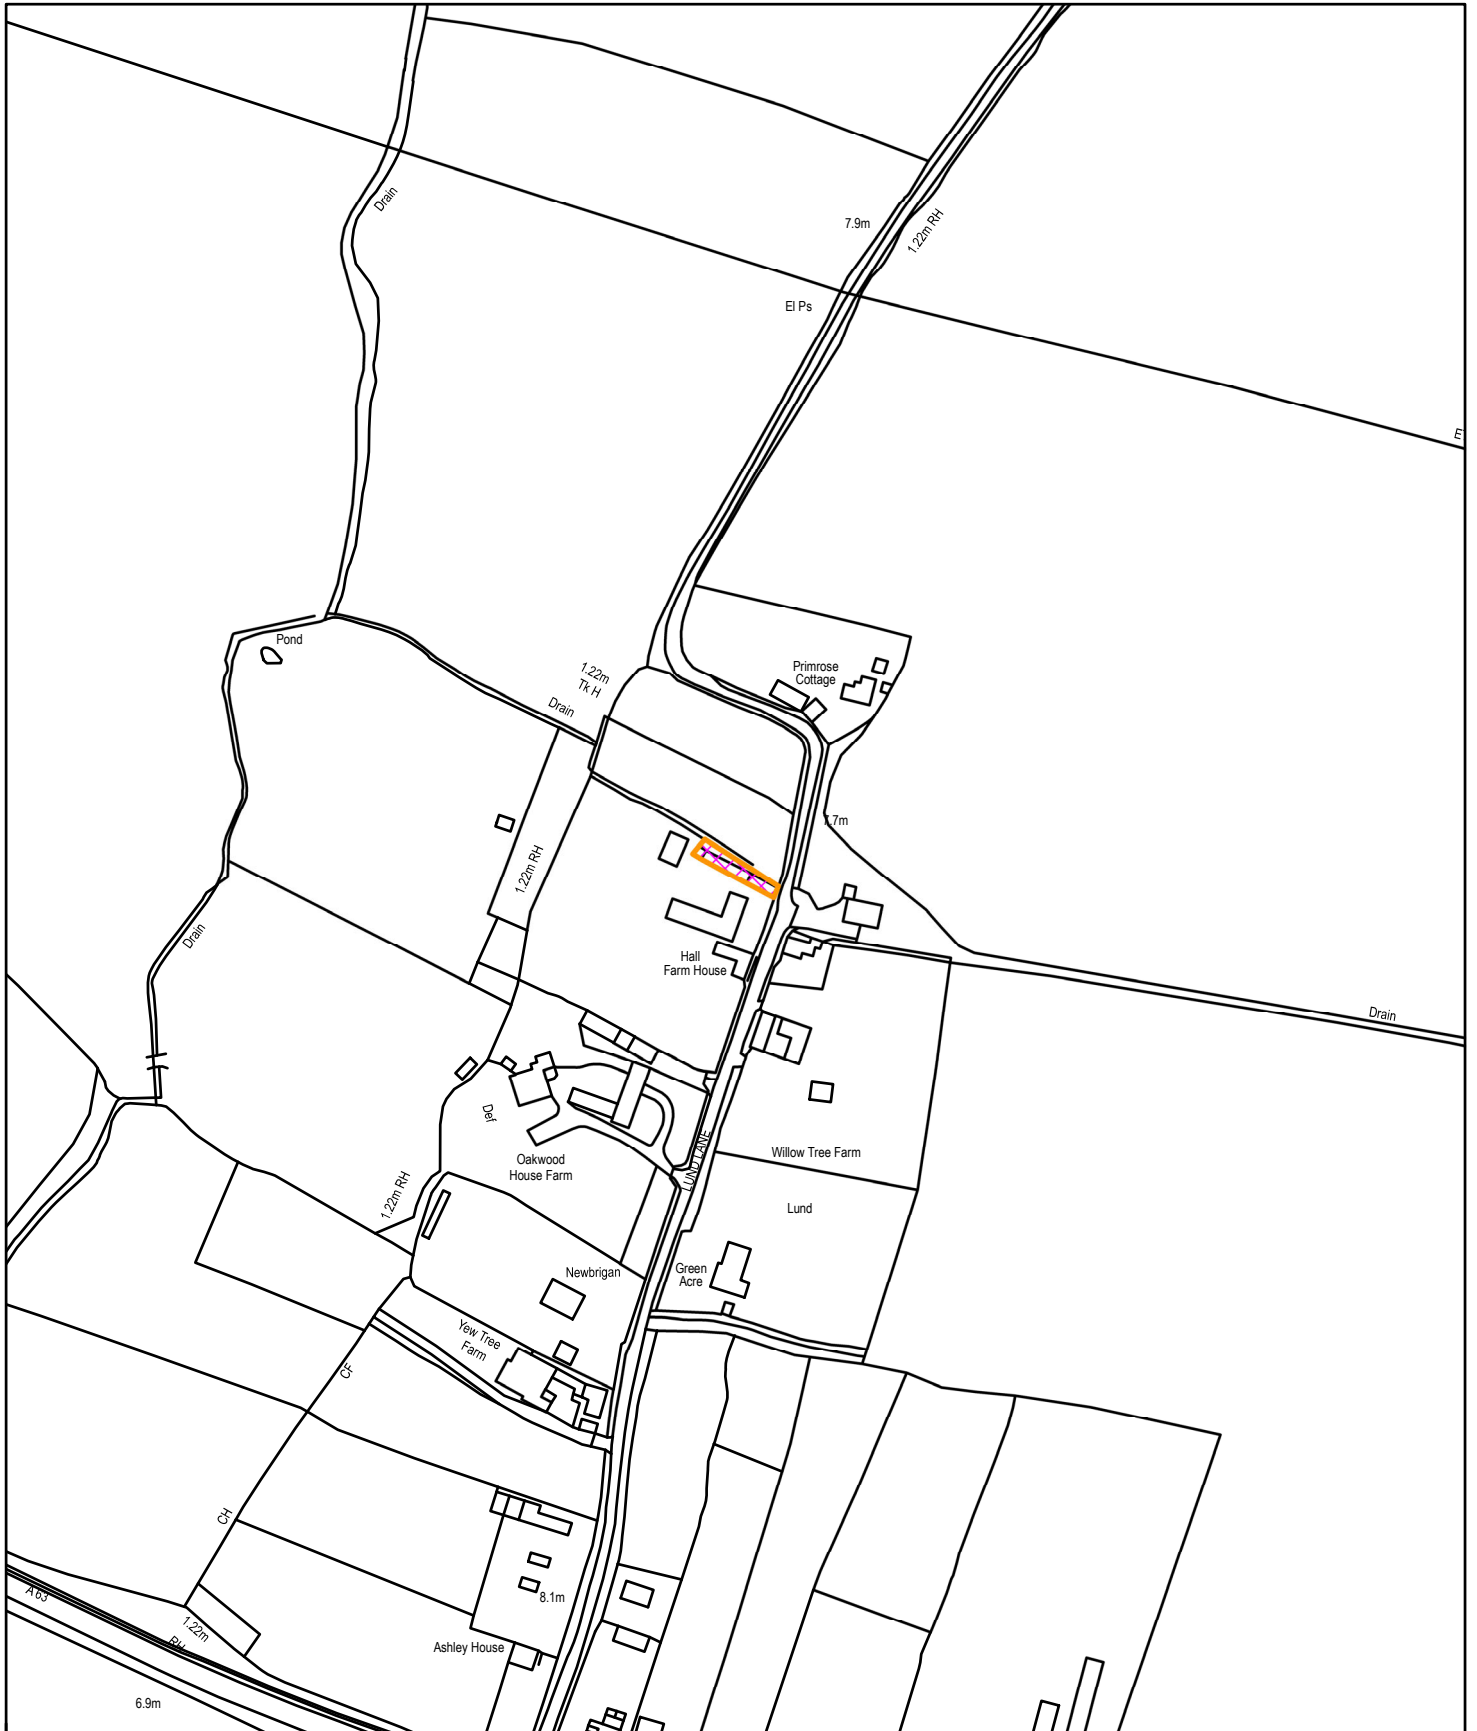 Drain
7.9m
1.22m RH
El Ps
Pond
1.22m
Tk H
Drain
Primrose
Cottage
7.7m
1.22m RH
Drain
Hall
Farm House
Drain
Def
LUND LANE
Oakwood
House Farm
Willow Tree Farm
1.22m RH
Lund
Newbrigan
Green
Acre
Yew Tree
Farm
CF
CH
A 63
1.22m
RH
8.1m
Ashley House
6.9m